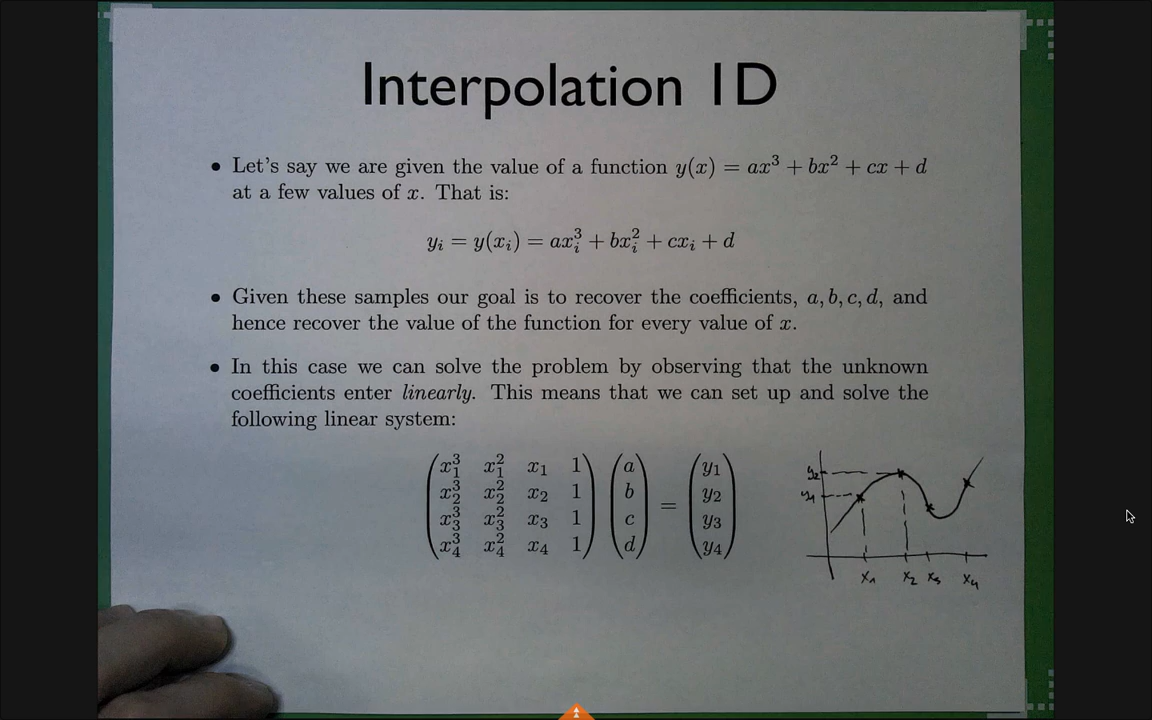 Interpolation 1D
• Let's say we are given the value of a function y(x) = ax³ + bx² + cx + d
at a few values of x. That is:
yᵢ = y(xᵢ) = axᵢ³ + bxᵢ² + cxᵢ + d
• Given these samples our goal is to recover the coefficients, a, b, c, d, and
hence recover the value of the function for every value of x.
• In this case we can solve the problem by observing that the unknown
coefficients enter linearly. This means that we can set up and solve the
following linear system:
x₁³ x₁² x₁ 1 a y₁
x₂³ x₂² x₂ 1 b y₂
x₃³ x₃² x₃ 1 c = y₃
x₄³ x₄² x₄ 1 d y₄
y₂
y₁
x₁ x₂ x₃ x₄